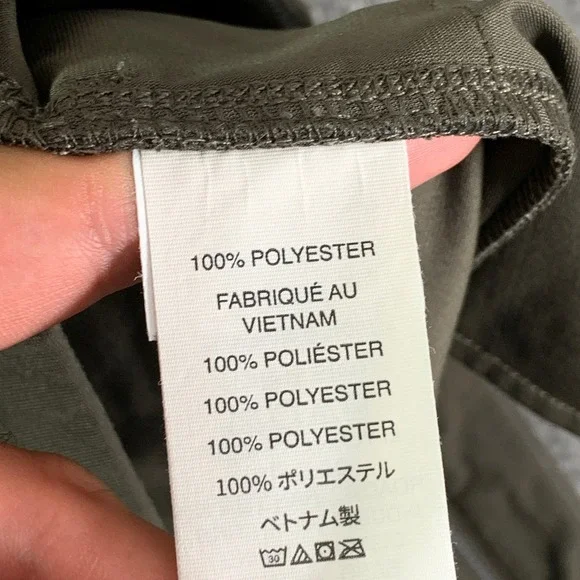 100% POLYESTER
FABRIQUÉ AU
VIETNAM
100% POLIÉSTER
100% POLYESTER
100% POLYESTER
100% ポリエステル
ベトナム製
30